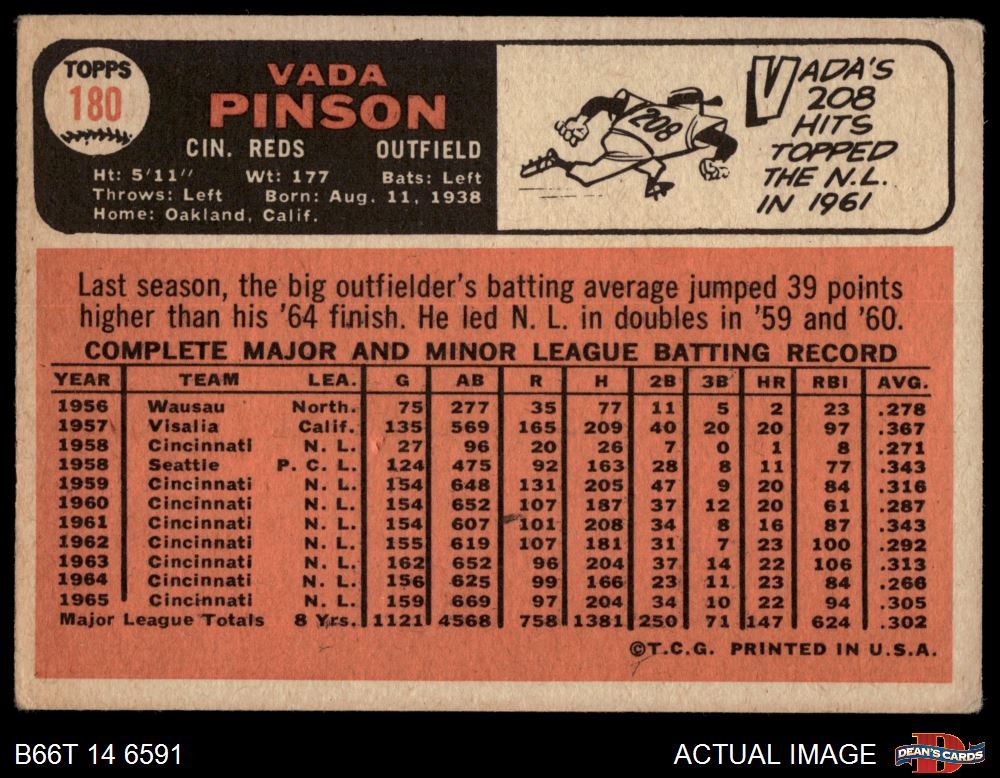 TOPPS
180
VADA
PINSON
CIN. REDS OUTFIELD
Ht: 5'11" Wt: 177 Bats: Left
Throws: Left Born: Aug. 11, 1938
Home: Oakland, Calif.
208
VADA'S
208
HITS
TOPPED
THE N.L.
IN 1961
Last season, the big outfielder's batting average jumped 39 points
higher than his '64 finish. He led N. L. in doubles in '59 and '60.
COMPLETE MAJOR AND MINOR LEAGUE BATTING RECORD
YEAR TEAM LEA. G AB R H 2B 3B HR RBI AVG.
1956 Wausau North. 75 277 35 77 11 5 2 23 .278
1957 Visalia Calif. 135 569 165 209 40 20 20 97 .367
1958 Cincinnati N. L. 27 96 20 26 7 0 1 8 .271
1958 Seattle P. C. L. 124 475 92 163 28 8 11 77 .343
1959 Cincinnati N. L. 154 648 131 205 47 9 20 84 .316
1960 Cincinnati N. L. 154 652 107 187 37 12 20 61 .287
1961 Cincinnati N. L. 154 607 101 208 34 8 16 87 .343
1962 Cincinnati N. L. 155 619 107 181 31 7 23 100 .292
1963 Cincinnati N. L. 162 652 96 204 37 14 22 106 .313
1964 Cincinnati N. L. 156 625 99 166 23 11 23 84 .266
1965 Cincinnati N. L. 159 669 97 204 34 10 22 94 .305
Major League Totals 8 Yrs. 1121 4568 758 1381 250 71 147 624 .302
©T.C.G. PRINTED IN U.S.A.
B66T 14 6591 ACTUAL IMAGE
DEAN'S CARDS